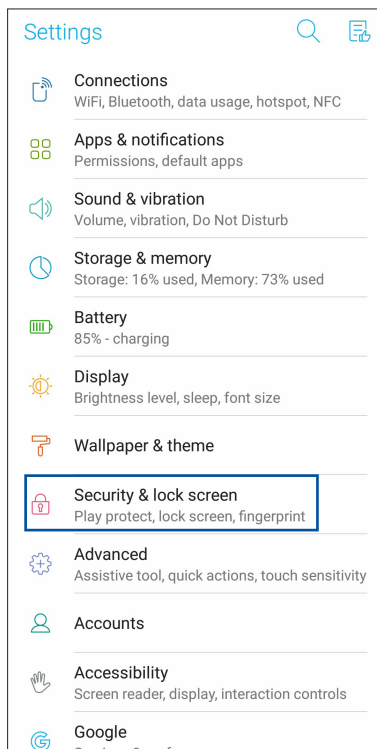 Settings
Connections
WiFi, Bluetooth, data usage, hotspot, NFC
Apps & notifications
Permissions, default apps
Sound & vibration
Volume, vibration, Do Not Disturb
Storage & memory
Storage: 16% used, Memory: 73% used
Battery
85% - charging
Display
Brightness level, sleep, font size
Wallpaper & theme
Security & lock screen
Play protect, lock screen, fingerprint
Advanced
Assistive tool, quick actions, touch sensitivity
Accounts
Accessibility
Screen reader, display, interaction controls
Google